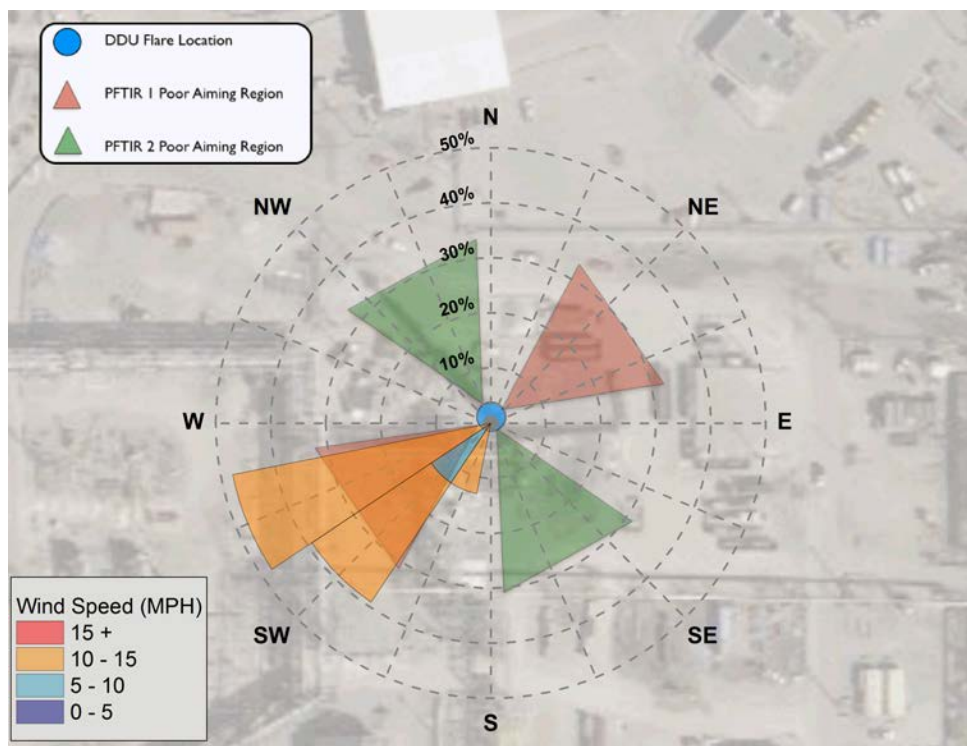 DDU Flare Location
PFTIR 1 Poor Aiming Region
PFTIR 2 Poor Aiming Region
N
50%
40%
NW
NE
30%
20%
10%
W
E
Wind Speed (MPH)
15 +
10 - 15
5 - 10
0 - 5
SW
SE
S